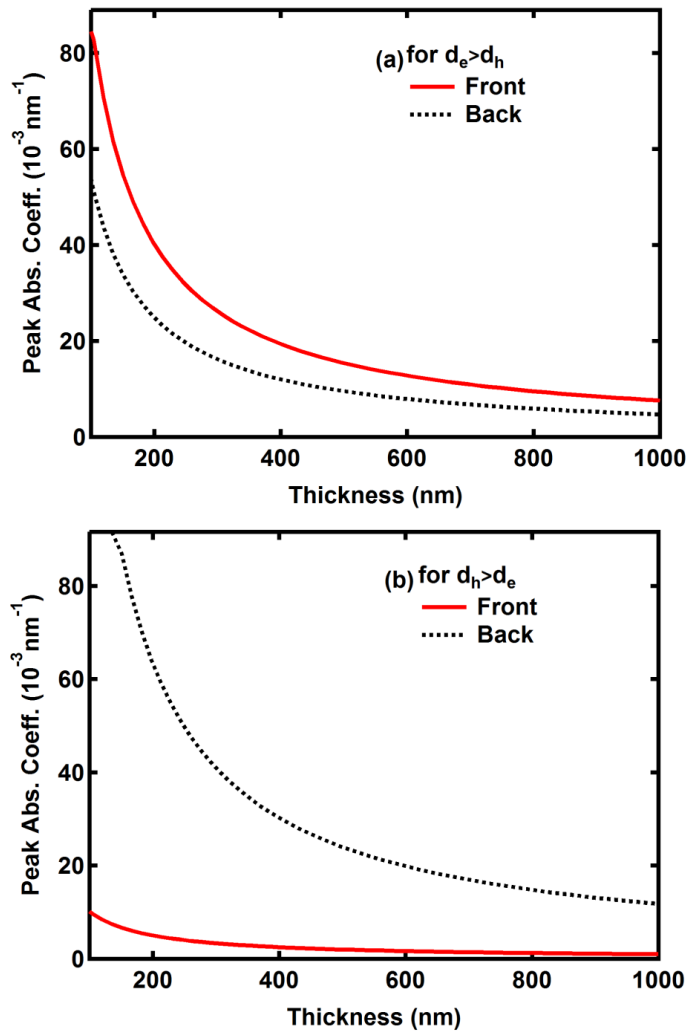 (a) for de>dh
Front
Back
80
60
40
20
0
Peak Abs. Coeff. (10-3 nm-1)
200 400 600 800 1000
Thickness (nm)
(b) for dh>de
Front
Back
80
60
40
20
0
Peak Abs. Coeff. (10-3 nm-1)
200 400 600 800 1000
Thickness (nm)